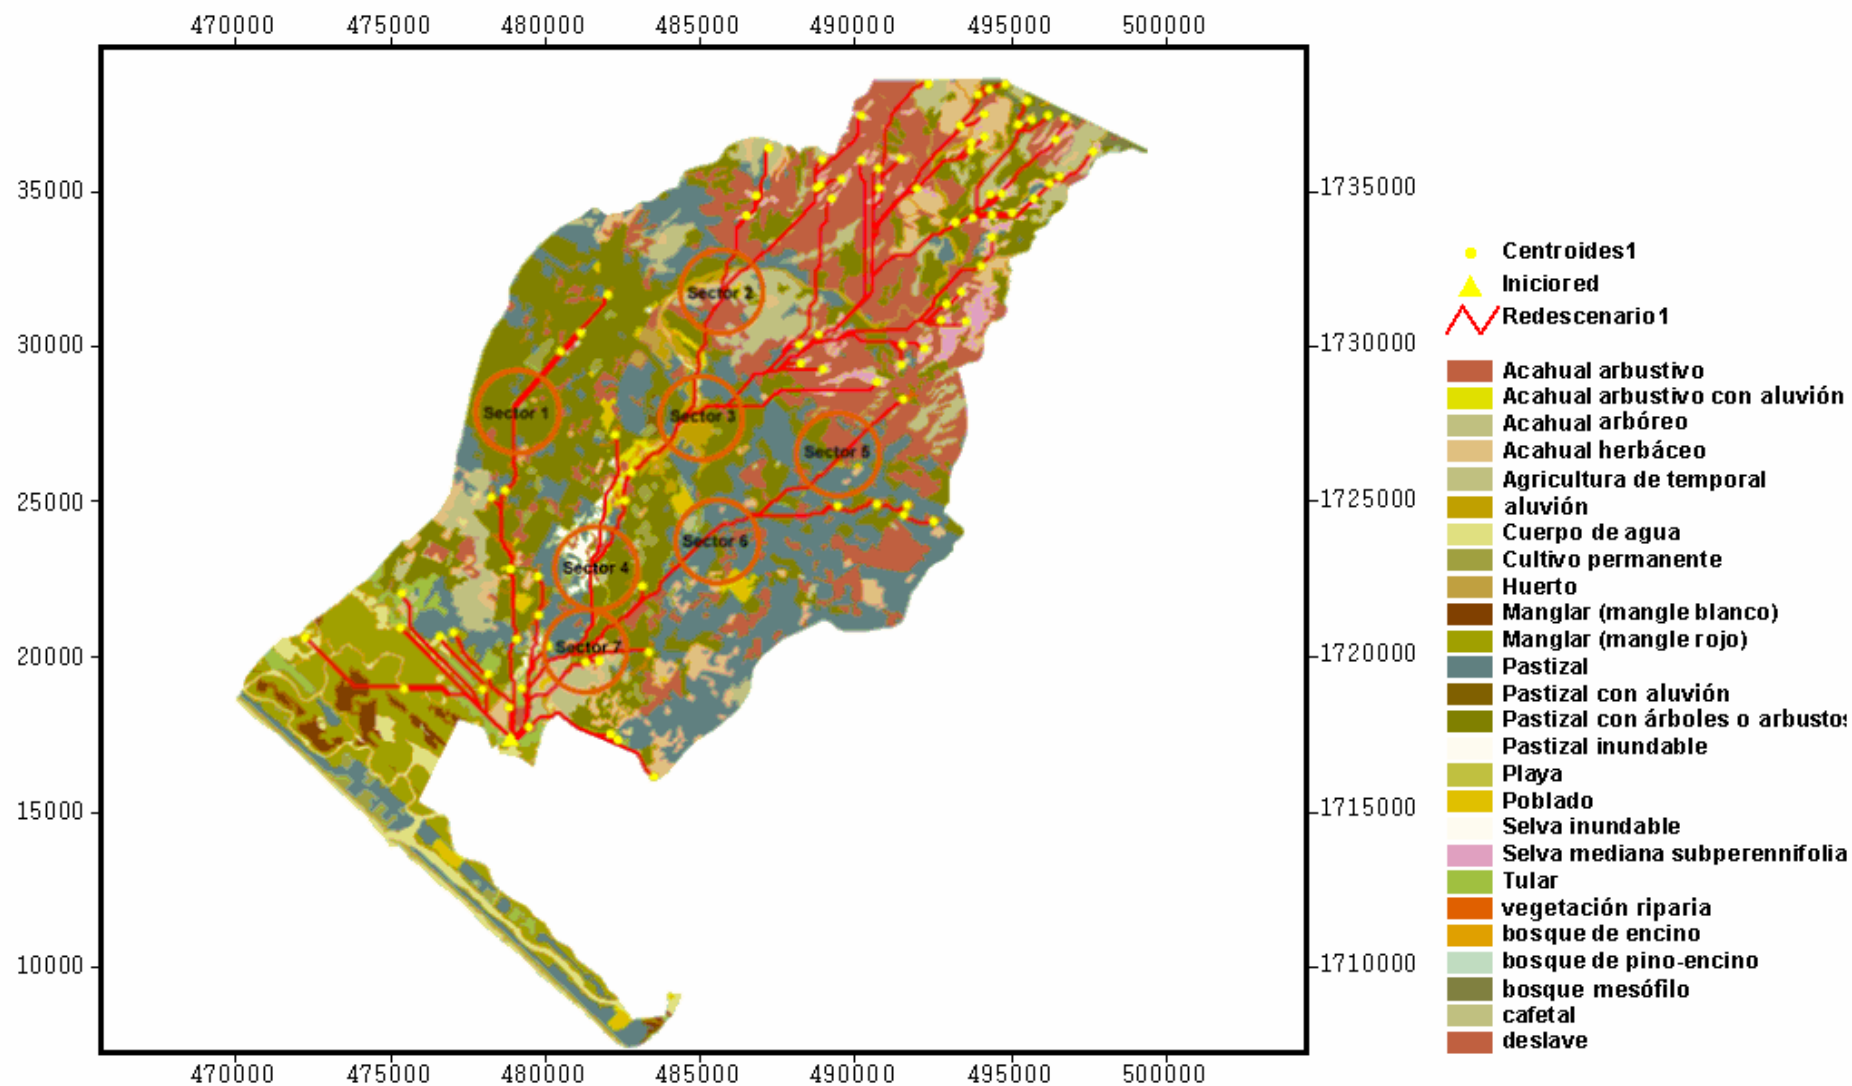 470000 475000 480000 485000 490000 495000 500000
35000
30000
25000
20000
15000
10000
Sector 2
Sector 1
Sector 3
Sector 5
Sector 6
Sector 4
Sector 7
1735000
1730000
1725000
1720000
1715000
1710000
470000 475000 480000 485000 490000 495000 500000
Centroides1
Iniciored
Redescenario1
Acahual arbustivo
Acahual arbustivo con aluvión
Acahual arbóreo
Acahual herbáceo
Agricultura de temporal
aluvión
Cuerpo de agua
Cultivo permanente
Huerto
Manglar (mangle blanco)
Manglar (mangle rojo)
Pastizal
Pastizal con aluvión
Pastizal con árboles o arbustos
Pastizal inundable
Playa
Poblado
Selva inundable
Selva mediana subperennifolia
Tular
vegetación riparia
bosque de encino
bosque de pino-encino
bosque mesófilo
cafetal
deslave